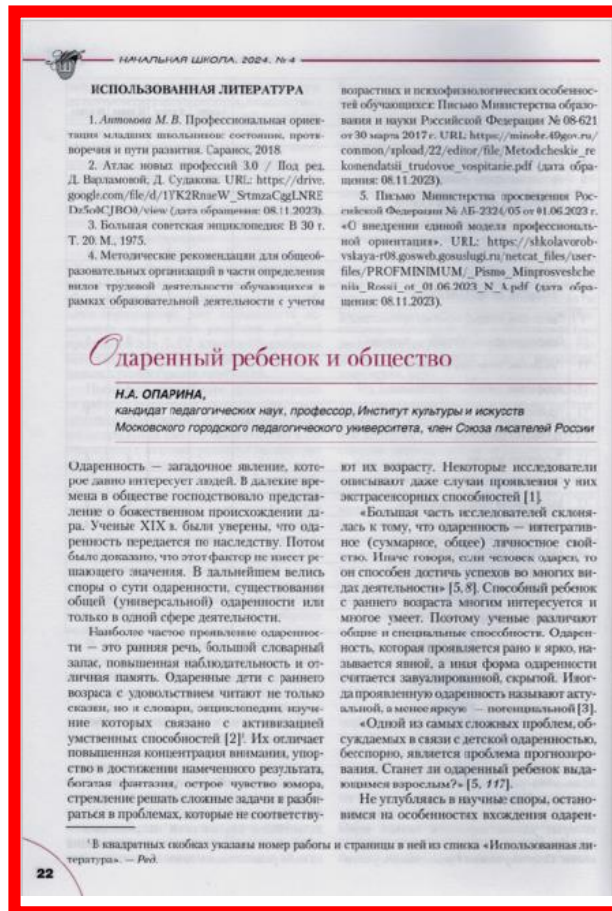 НАЧАЛЬНАЯ ШКОЛА. 2024. № 4
ИСПОЛЬЗОВАННАЯ ЛИТЕРАТУРА
1. Антонова М. В. Профессиональная ориен-
тация младших школьников: состояние, проти-
воречия и пути развития. Саранск, 2018.
2. Атлас новых профессий 3.0 / Под ред.
Д. Варламовой, Д. Судакова. URL: https://drive.
google.com/file/d/1YK2RnaeW_SrtmzaCggLNRE
(дата обращения: 08.11.2023).
3. Большая советская энциклопедия: В 30 т.
Т. 20. М., 1975.
4. Методические рекомендации для общеоб-
разовательных организаций в части определения
видов трудовой деятельности обучающихся в
рамках образовательной деятельности с учетом
возрастных и психофизиологических особеннос-
тей обучающихся: Письмо Министерства образо-
вания и науки Российской Федерации № 08-621
от 30 марта 2017 г. URL: https://minobr.49gov.ru/
common/upload/22/editor/file/Metodcheskie_re
komendatsii_trucovoe_vospitarie.pdf (дата обра-
щения: 08.11.2023).
5. Письмо Министерства просвещения Рос-
сийской Федерации № АБ-2324/05 от 01.06.2023 г.
«О внедрении единой модели профессиональ-
ной ориентации». URL: https://shkolavorob-
vskaya-r08.gosweb.gosuslugi.ru/netcat_files/user-
files/PROFMINIMUM/_Pismo_Minprosveshche
niia_Rossii_ot_01.06.2023_N_A.pdf (дата обра-
щения: 08.11.2023).
Одаренный ребенок и общество
Н.А. ОПАРИНА,
кандидат педагогических наук, профессор, Институт культуры и искусств
Московского городского педагогического университета, член Союза писателей России
Одаренность — загадочное явление, кото-
рое давно интересует людей. В далекие вре-
мена в обществе господствовало представ-
ление о божественном происхождении да-
ра. Ученые XIX в. были уверены, что ода-
ренность передается по наследству. Потом
было доказано, что этот фактор не имеет ре-
шающего значения. В дальнейшем велись
споры о сути одаренности, существовании
общей (универсальной) одаренности или
только в одной сфере деятельности.
Наиболее частое проявление одареннос-
ти — это ранняя речь, большой словарный
запас, повышенная наблюдательность и от-
личная память. Одаренные дети с раннего
возраса с удовольствием читают не только
сказки, но и словари, энциклопедии, изуче-
ние которых связано с активизацией
умственных способностей [2]¹. Их отличает
повышенная концентрация внимания, упор-
ство в достижении намеченного результата,
богатая фантазия, острое чувство юмора,
стремление решать сложные задачи и разби-
раться в проблемах, которые не соответству-
ют их возрасту. Некоторые исследователи
описывают даже случаи проявления у них
экстрасенсорных способностей [1].
«Большая часть исследователей склоня-
лась к тому, что одаренность — интегратив-
ное (суммарное, общее) личностное свой-
ство. Иначе говоря, если человек одарен, то
он способен достичь успехов во многих ви-
дах деятельности» [5, 8]. Способный ребенок
с раннего возраста многим интересуется и
многое умеет. Поэтому ученые различают
общие и специальные способности. Одарен-
ность, которая проявляется рано и ярко, на-
зывается явной, а иная форма одаренности
считается завуалированной, скрытой. Иног-
да проявленную одаренность называют акту-
альной, а менее яркую — потенциальной [3].
«Одной из самых сложных проблем, об-
суждаемых в связи с детской одаренностью,
бесспорно, является проблема прогнозиро-
вания. Станет ли одаренный ребенок выда-
ющимся взрослым?» [5, 117].
Не углубляясь в научные споры, остано-
вимся на особенностях вхождения одарен-
¹ В квадратных скобках указаны номер работы и страницы в ней из списка «Использованная ли-
тература». — Ред.
22